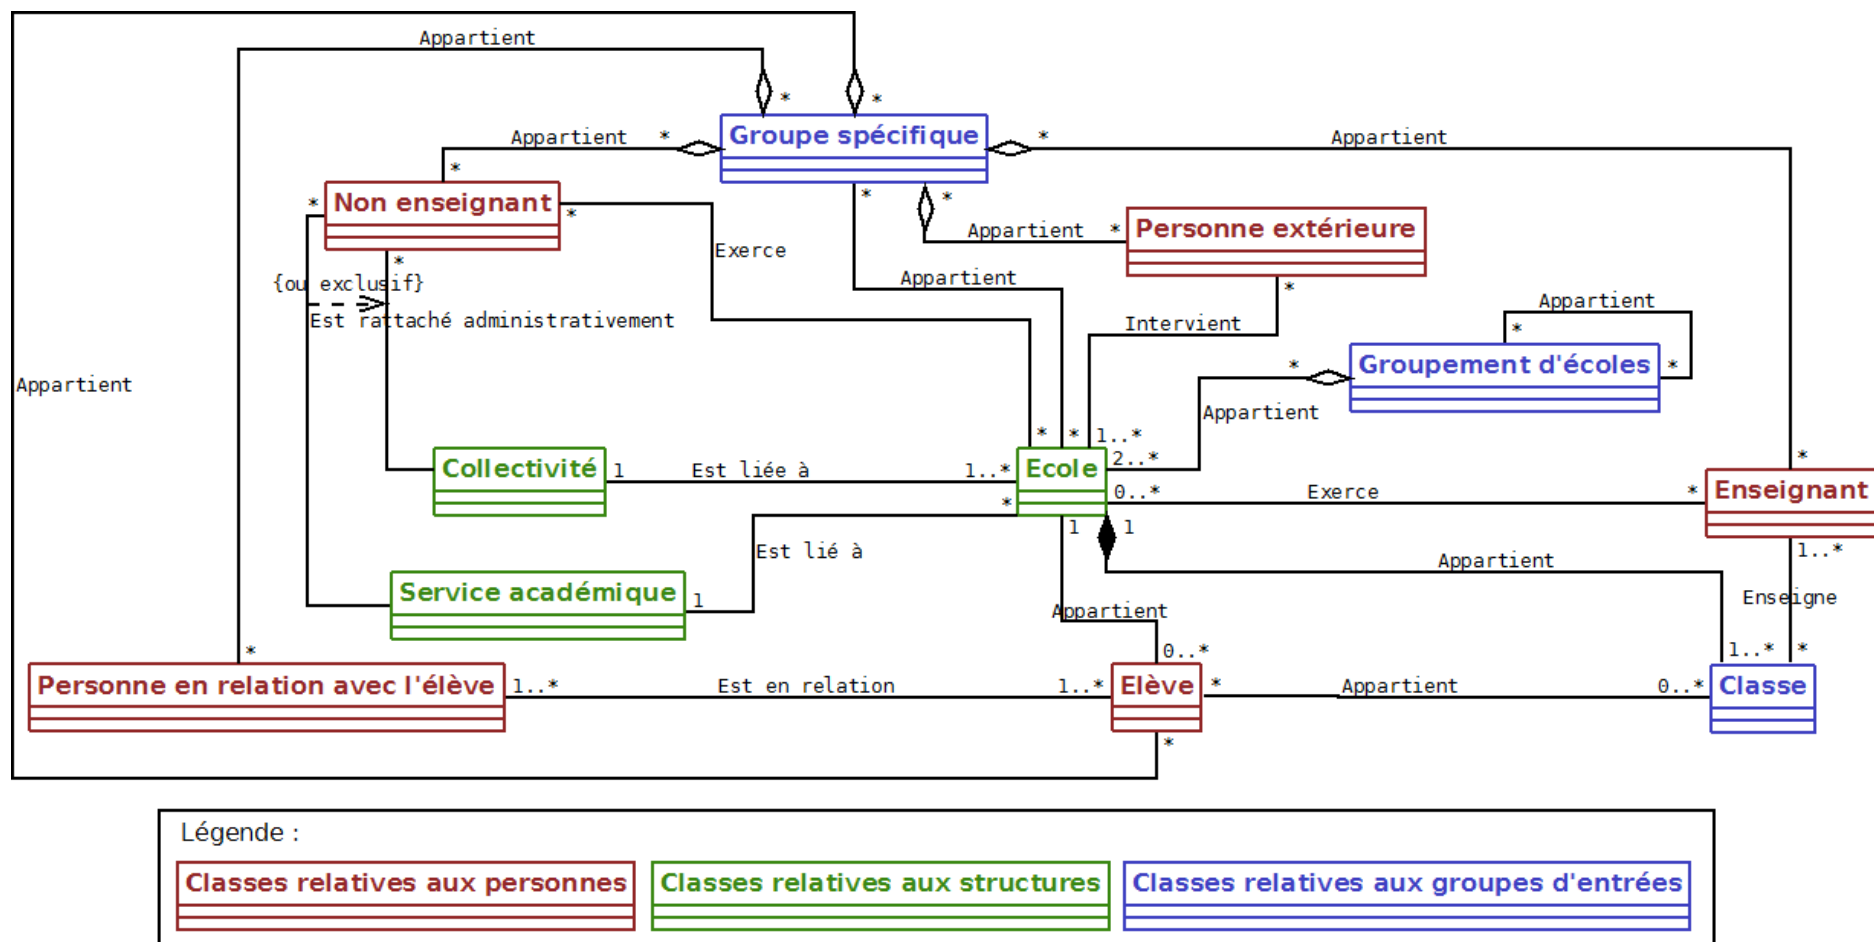 Appartient
* *
Groupe spécifique
Appartient *
* Appartient
*
Non enseignant
*
*
*
* *
Appartient *
Personne extérieure
Exerce
*
{ou exclusif}
Est rattaché administrativement
Appartient
*
Intervient
Appartient
*
Groupement d'écoles
*
*
Appartient
Appartient
* * 1..*
2..*
Collectivité
1 Est liée à 1..*
Ecole
*
0..* Exerce *
*
Enseignant
1..*
1 1
Est lié à
Appartient
Service académique
1
Appartient
Enseigne
*
0..*
1..* *
Personne en relation avec l'élève
1..* Est en relation 1..*
Elève
* Appartient 0..*
Classe
*
Légende :
Classes relatives aux personnes
Classes relatives aux structures
Classes relatives aux groupes d'entrées